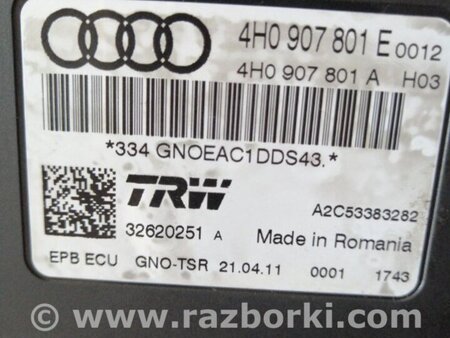 4H0 907 801 E 0012
4H0 907 801 A H03
*334 GNOEAC1DDS43.*
TRW
A2C53383282
32620251 A Made in Romania
EPB ECU GNO-TSR 21.04.11 0001 1743
© www.razborki.com/